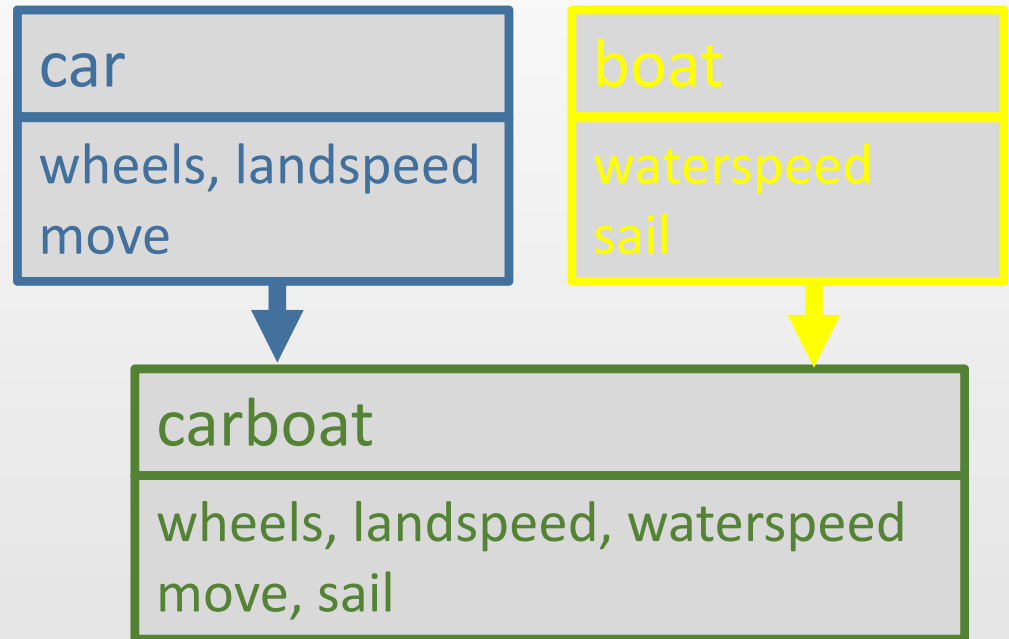 car
wheels, landspeed
move
boat
waterspeed
sail
carboat
wheels, landspeed, waterspeed
move, sail